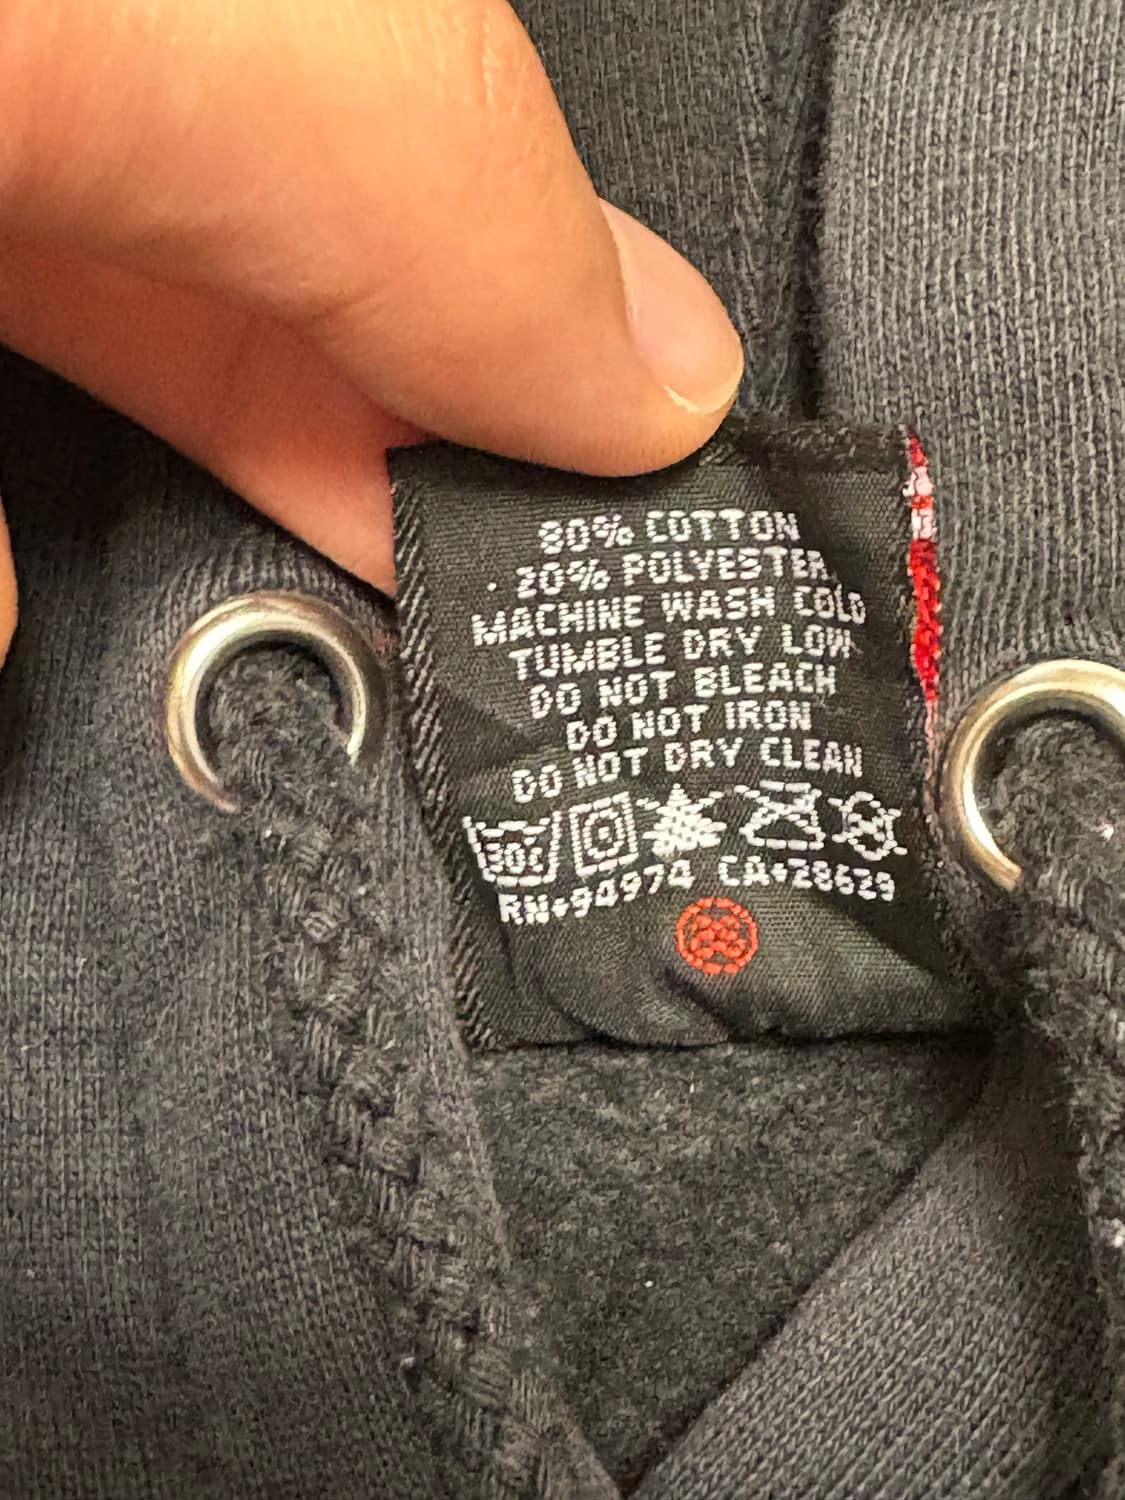 80% COTTON
20% POLYESTER
MACHINE WASH COLD
TUMBLE DRY LOW
DO NOT BLEACH
DO NOT IRON
DO NOT DRY CLEAN
30C
RN#94974 CA#28629